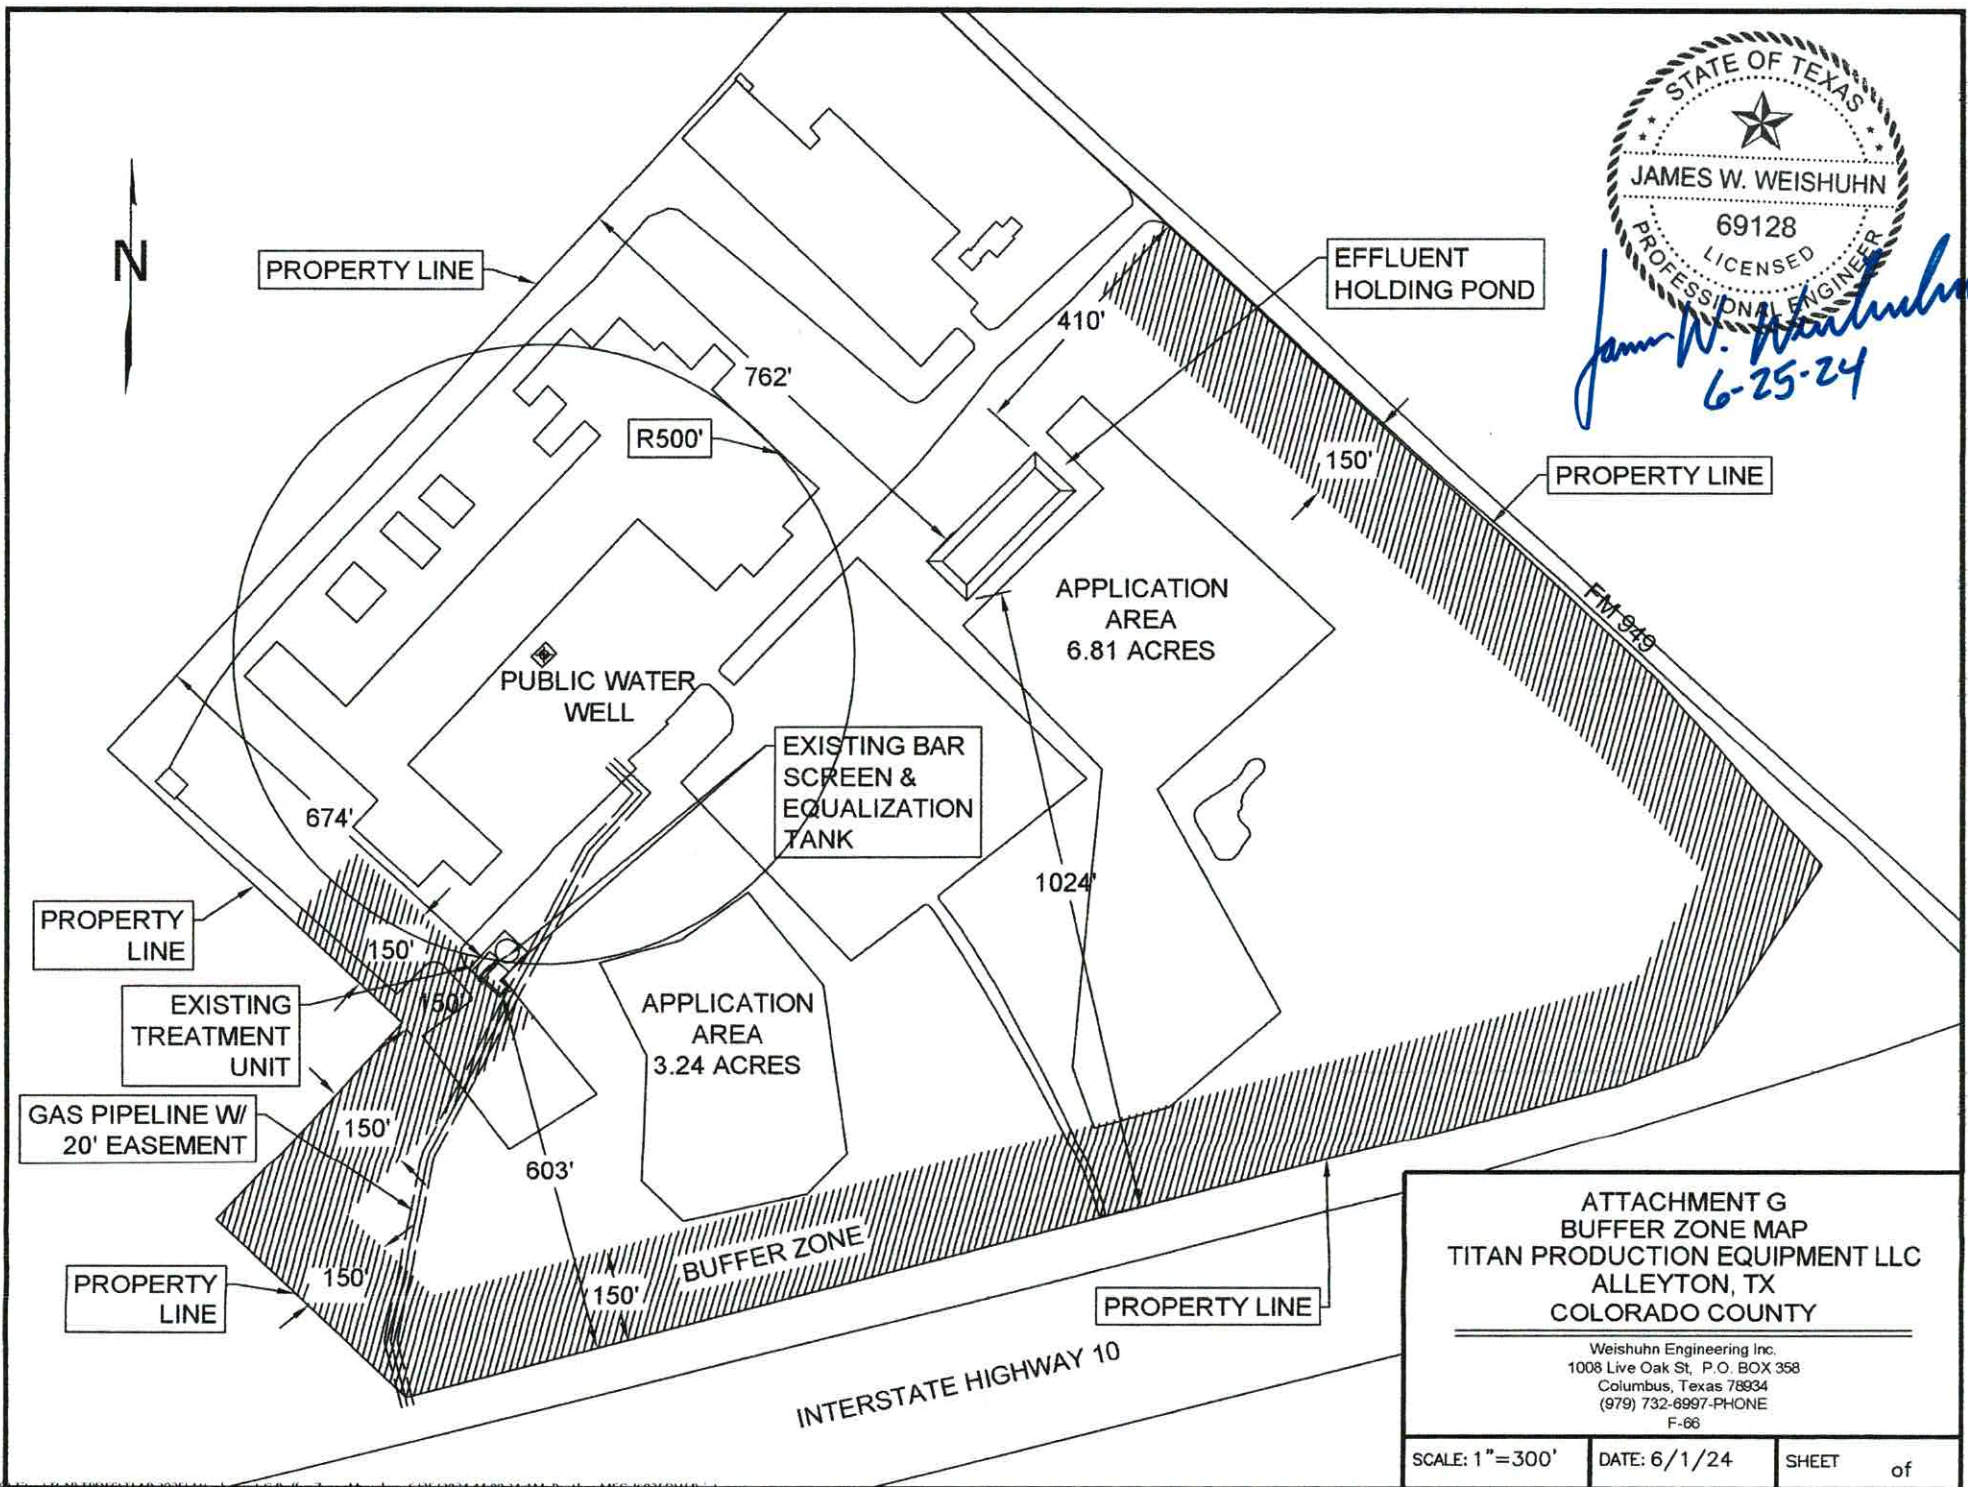 STATE OF TEXAS
JAMES W. WEISHUHN
69128
LICENSED
PROFESSIONAL ENGINEER
James W. Weishuhn
6-25-24
N
PROPERTY LINE
EFFLUENT
HOLDING POND
410'
762'
R500'
150'
PROPERTY LINE
FM 949
APPLICATION
AREA
6.81 ACRES
PUBLIC WATER
WELL
EXISTING BAR
SCREEN &
EQUALIZATION
TANK
674'
1024'
PROPERTY
LINE
150'
150'
EXISTING
TREATMENT
UNIT
APPLICATION
AREA
3.24 ACRES
GAS PIPELINE W/
20' EASEMENT
150'
603'
BUFFER ZONE
PROPERTY
LINE
150'
150'
PROPERTY LINE
INTERSTATE HIGHWAY 10
ATTACHMENT G
BUFFER ZONE MAP
TITAN PRODUCTION EQUIPMENT LLC
ALLEYTON, TX
COLORADO COUNTY
Weishuhn Engineering Inc.
1008 Live Oak St, P.O. BOX 358
Columbus, Texas 78934
(979) 732-6997-PHONE
F-66
SCALE: 1"=300'
DATE: 6/1/24
SHEET of